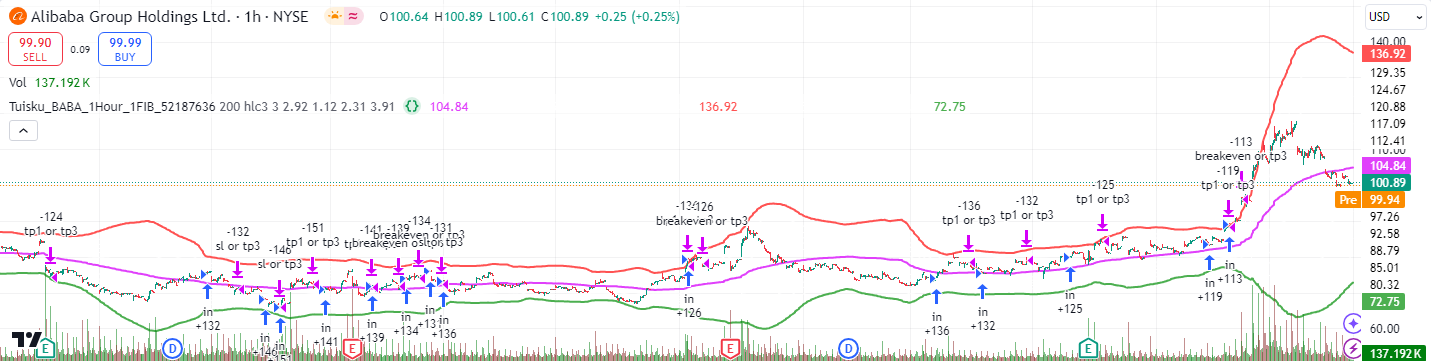 Alibaba Group Holdings Ltd. · 1h · NYSE O100.64 H100.89 L100.61 C100.89 +0.25 (+0.25%)
USD
99.90
SELL
0.09
99.99
BUY
Vol 137.192 K
Tuisku_BABA_1Hour_1FIB_52187636 200 hlc3 3 2.92 1.12 2.31 3.91 {} 104.84 136.92 72.75
140.00
136.92
129.35
124.67
120.88
117.09
112.41
110.00
104.84
100.89
Pre 99.94
97.26
92.58
88.79
85.01
80.32
72.75
60.00
137.192 K
-124
tp1 or tp3
-132
sl or tp3
-146
sl or tp3
-151
tp1 or tp3
-141
-139
breakeven or
-134
breakeven or tp3
-131
tp3
-126
breakeven or tp3
-136
tp1 or tp3
-132
tp1 or tp3
-125
tp1 or tp3
-113
breakeven or tp3
-119
tp1 or tp3
in
+132
in
+146
in
in
+141
in
+139
in
+134
in
in
+136
in
+126
in
+136
in
+132
in
+125
in
+119
in
+113
E
D
E
E
D
E